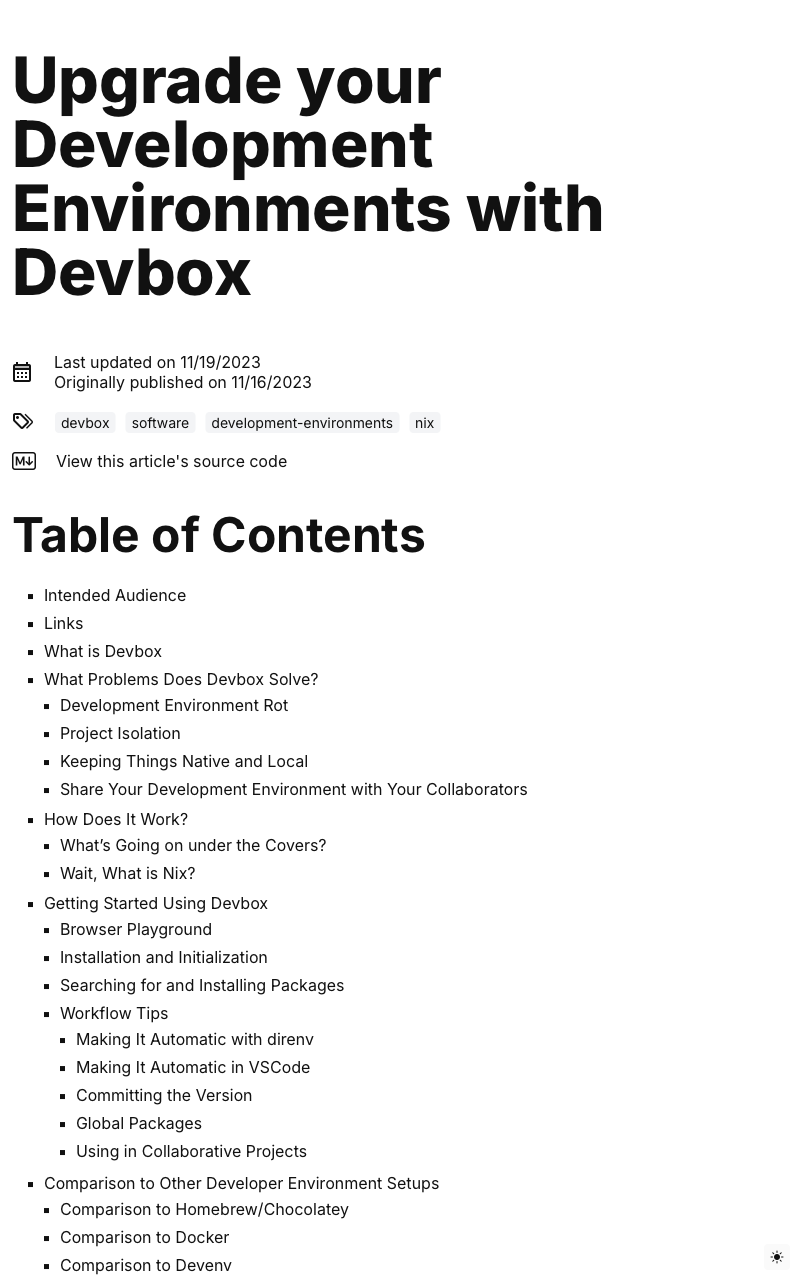 Upgrade your
Development
Environments with
Devbox
Last updated on 11/19/2023
Originally published on 11/16/2023
devbox software development-environments nix
View this article's source code
Table of Contents
Intended Audience
Links
What is Devbox
What Problems Does Devbox Solve?
Development Environment Rot
Project Isolation
Keeping Things Native and Local
Share Your Development Environment with Your Collaborators
How Does It Work?
What’s Going on under the Covers?
Wait, What is Nix?
Getting Started Using Devbox
Browser Playground
Installation and Initialization
Searching for and Installing Packages
Workflow Tips
Making It Automatic with direnv
Making It Automatic in VSCode
Committing the Version
Global Packages
Using in Collaborative Projects
Comparison to Other Developer Environment Setups
Comparison to Homebrew/Chocolatey
Comparison to Docker
Comparison to Devenv